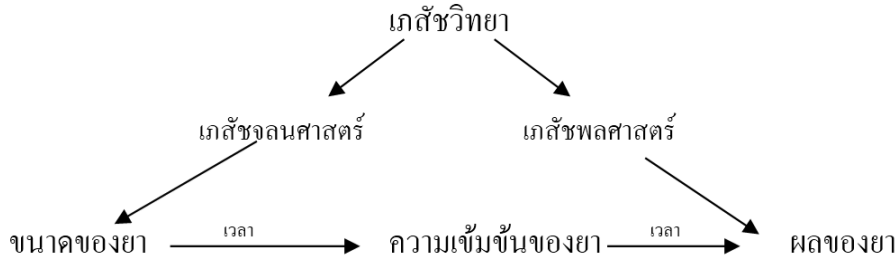 เภสัชวิทยา
เภสัชจลนศาสตร์ เภสัชพลศาสตร์
ขนาดของยา เวลา ความเข้มข้นของยา เวลา ผลของยา